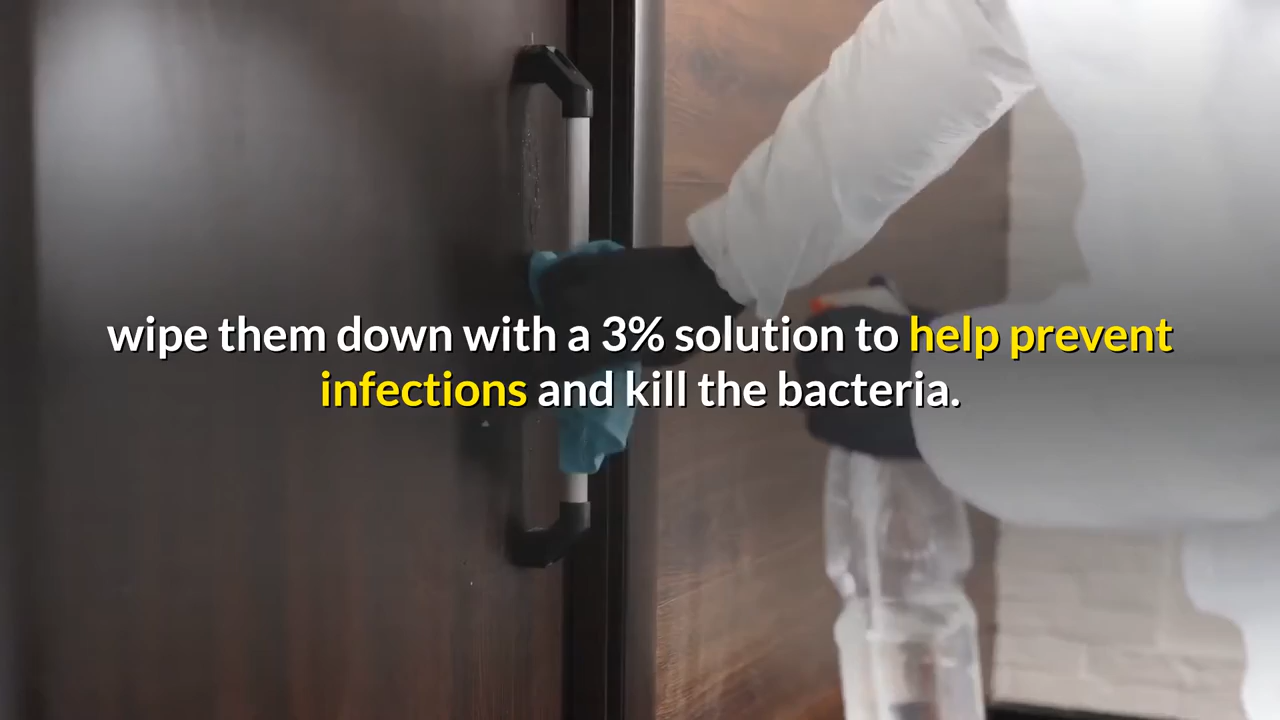 wipe them down with a 3% solution to help prevent
infections and kill the bacteria.